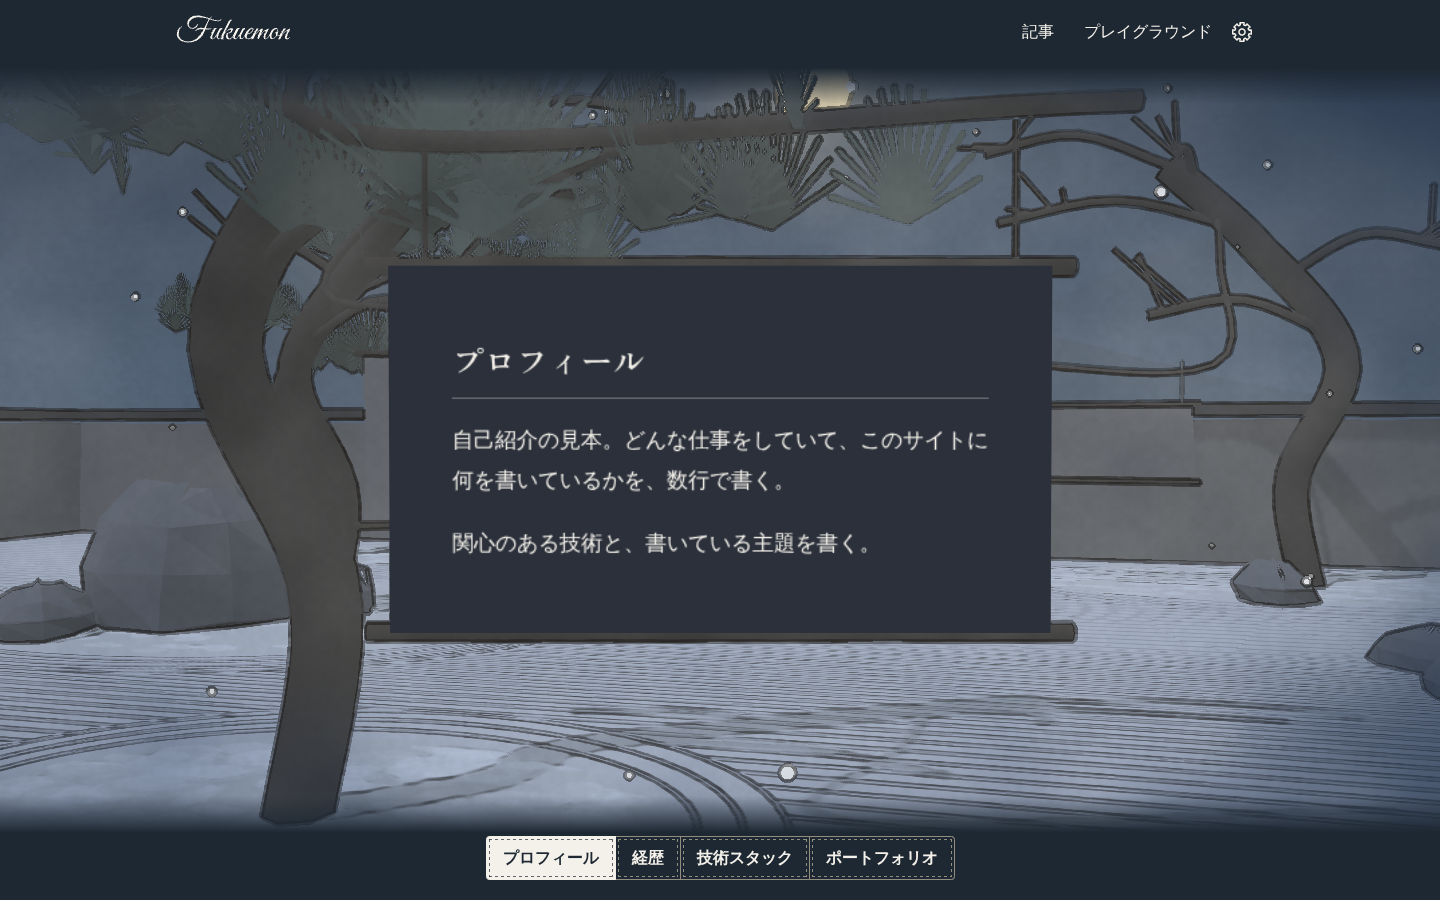 Fukuemon
記事
プレイグラウンド
プロフィール
自己紹介の見本。どんな仕事をしていて、このサイトに
何を書いているかを、数行で書く。
関心のある技術と、書いている主題を書く。
プロフィール
経歴
技術スタック
ポートフォリオ